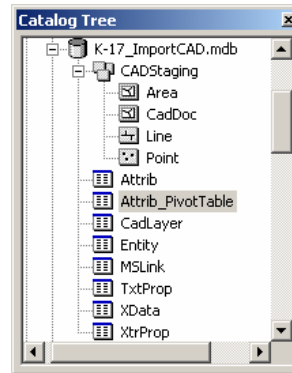 Catalog Tree
K-17_ImportCAD.mdb
CADStaging
Area
CadDoc
Line
Point
Attrib
Attrib_PivotTable
CadLayer
Entity
MSLink
TxtProp
XData
XtrProp